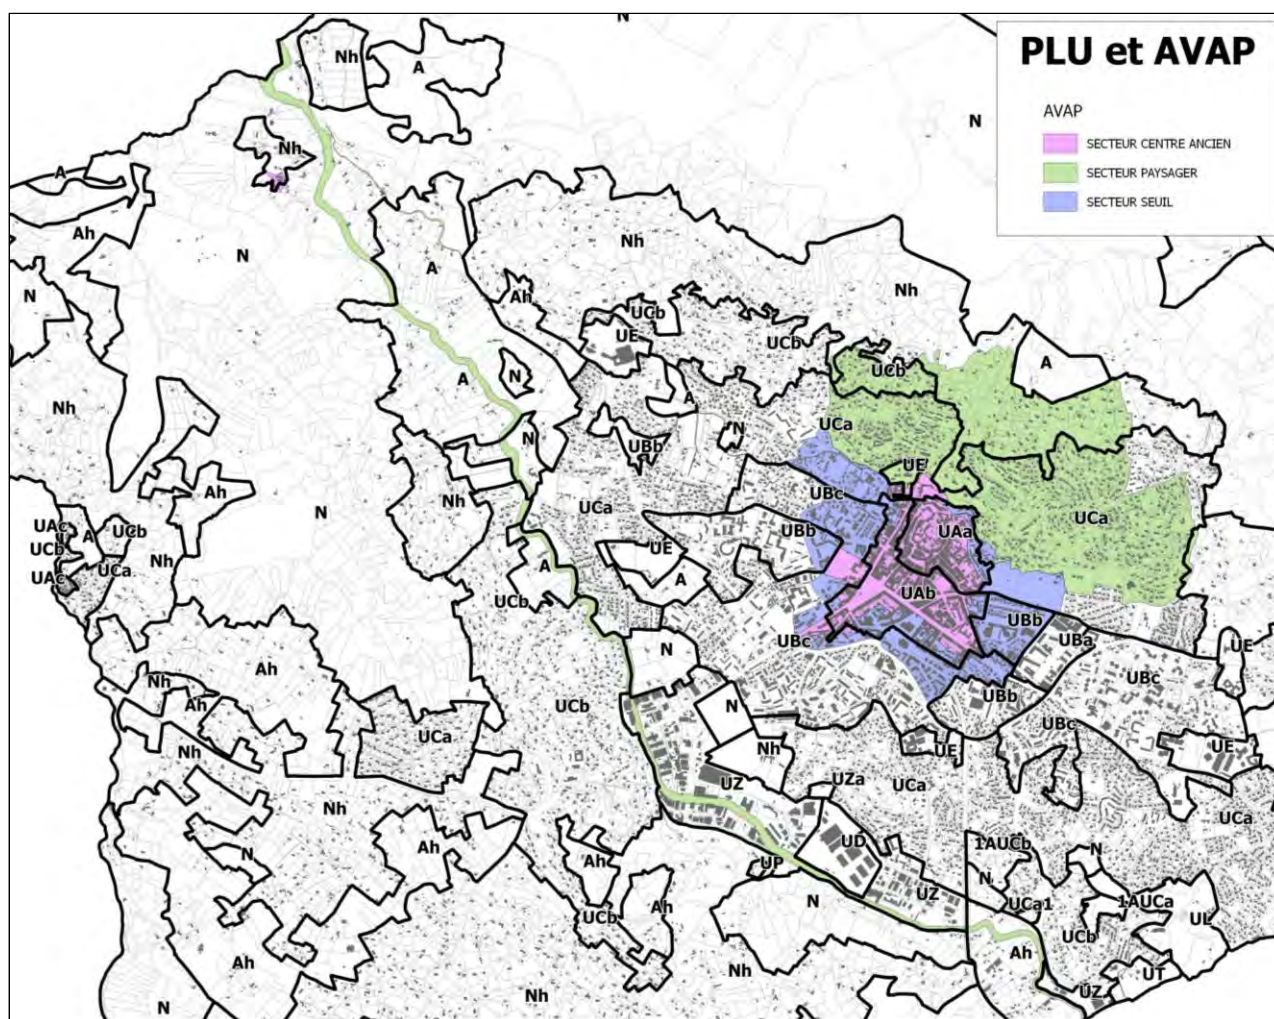 N
PLU et AVAP
AVAP
SECTEUR CENTRE ANCIEN
SECTEUR PAYSAGER
SECTEUR SEUIL
Nh
A
N
Nh
A
Ah
N
Nh
A
Nh
N
Ah
UCb
UE
UCb
A
UCb
A
N
A
Nh
UCa
N
UBb
N
UE
Ah
Nh
UBc
UCa
N
UCa
UAc
A
UCb
UBb
UAa
UCb
UE
UAc
UCa
Nh
A
A
UAb
UCb
UBb
UBc
UBa
N
UE
Ah
Nh
UBc
Ah
UBb
UCb
N
UBc
UCa
Nh
Nh
UE
UE
UZ
UZa
UCa
Nh
UCa
Ah
UD
1AUCb
N
N
Ah
UP
N
UZ
UCa1
1AUCa
N
Ah
UCb
UL
UCb
Ah
Ah
Nh
UT
N
Nh
UZ